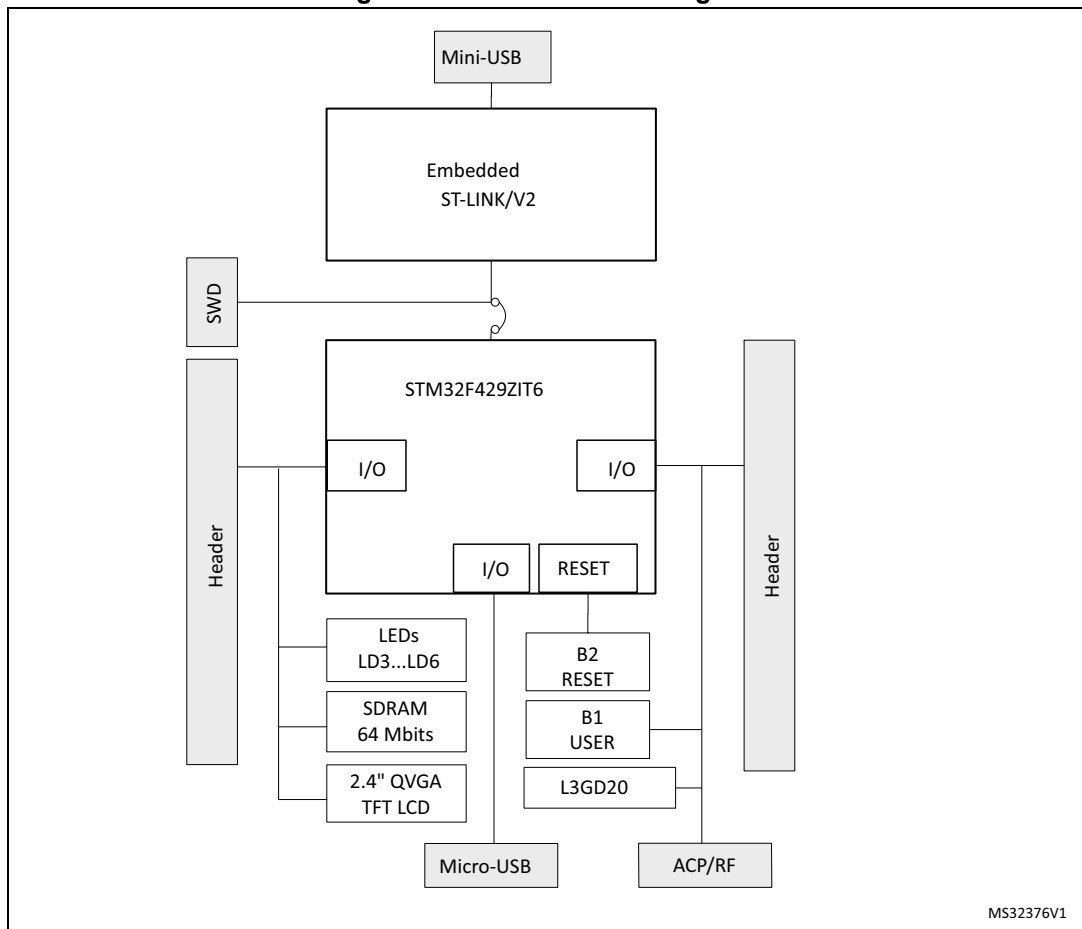 Mini-USB
Embedded
ST-LINK/V2
SWD
STM32F429ZIT6
I/O
I/O
Header
Header
I/O
RESET
LEDs
LD3...LD6
B2
RESET
SDRAM
64 Mbits
B1
USER
2.4" QVGA
TFT LCD
L3GD20
Micro-USB
ACP/RF
MS32376V1